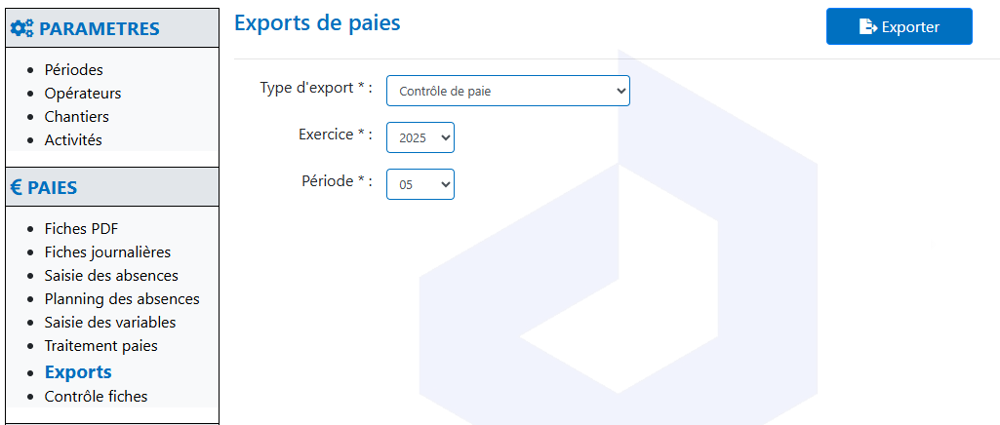 PARAMETRES
Périodes
Opérateurs
Chantiers
Activités
€ PAIES
Fiches PDF
Fiches journalières
Saisie des absences
Planning des absences
Saisie des variables
Traitement paies
Exports
Contrôle fiches
Exports de paies
Exporter
Type d'export * : Contrôle de paie
Exercice * : 2025
Période * : 05